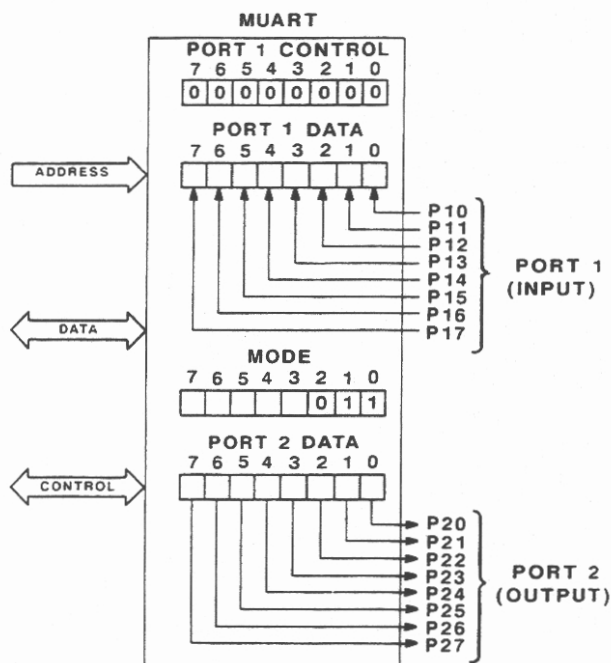 MUART
PORT 1 CONTROL
7 6 5 4 3 2 1 0
0 0 0 0 0 0 0 0
PORT 1 DATA
7 6 5 4 3 2 1 0
ADDRESS
P10
P11
P12
P13
P14
P15
P16
P17
PORT 1
(INPUT)
DATA
MODE
7 6 5 4 3 2 1 0
0 1 1
PORT 2 DATA
7 6 5 4 3 2 1 0
CONTROL
P20
P21
P22
P23
P24
P25
P26
P27
PORT 2
(OUTPUT)